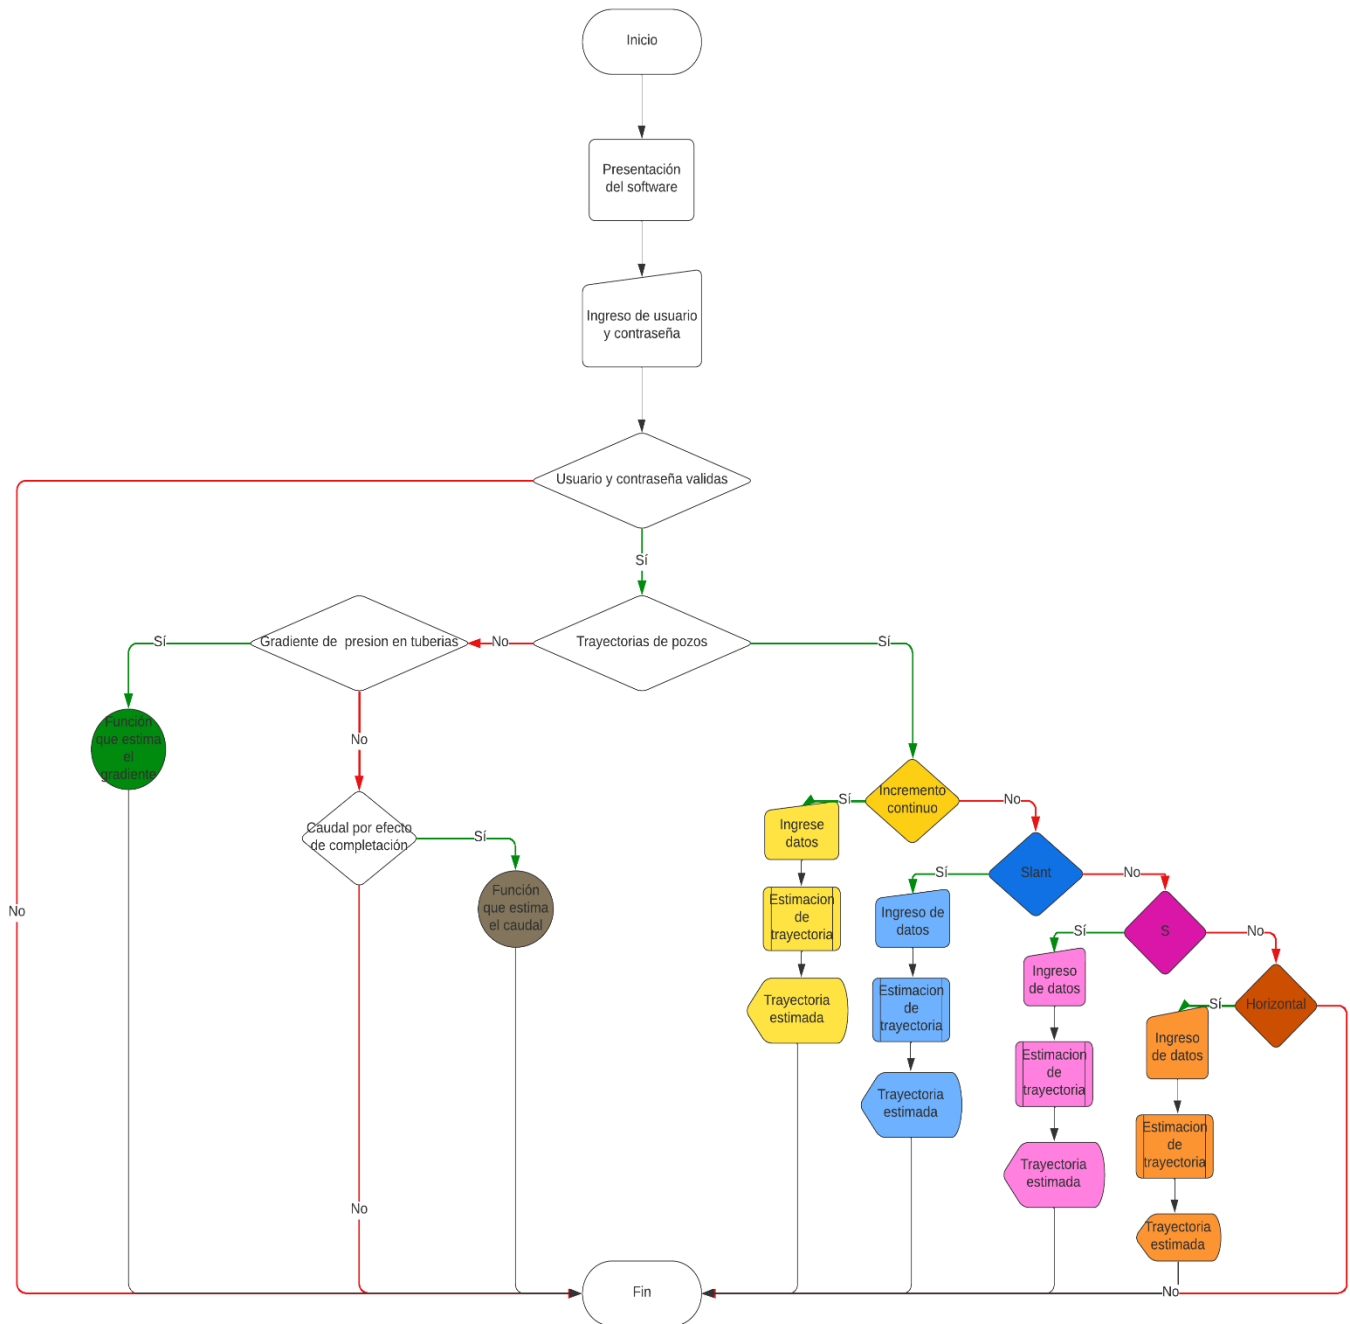 Inicio
Presentación
del software
Ingreso de usuario
y contraseña
Usuario y contraseña validas
Sí
Gradiente de  presion en tuberias
Sí
No
Trayectorias de pozos
Sí
Función
que estima
el
gradiente
No
Caudal por efecto
de completación
Sí
Función
que estima
el caudal
Incremento
continuo
Sí
No
Ingrese
datos
Estimacion
de
trayectoria
Trayectoria
estimada
Slant
Sí
No
Ingreso de
datos
Estimacion
de
trayectoria
Trayectoria
estimada
S
Sí
No
Ingreso
de datos
Estimacion
de
trayectoria
Trayectoria
estimada
Horizontal
Sí
Ingreso
de datos
Estimacion
de
trayectoria
Trayectoria
estimada
No
No
No
Fin